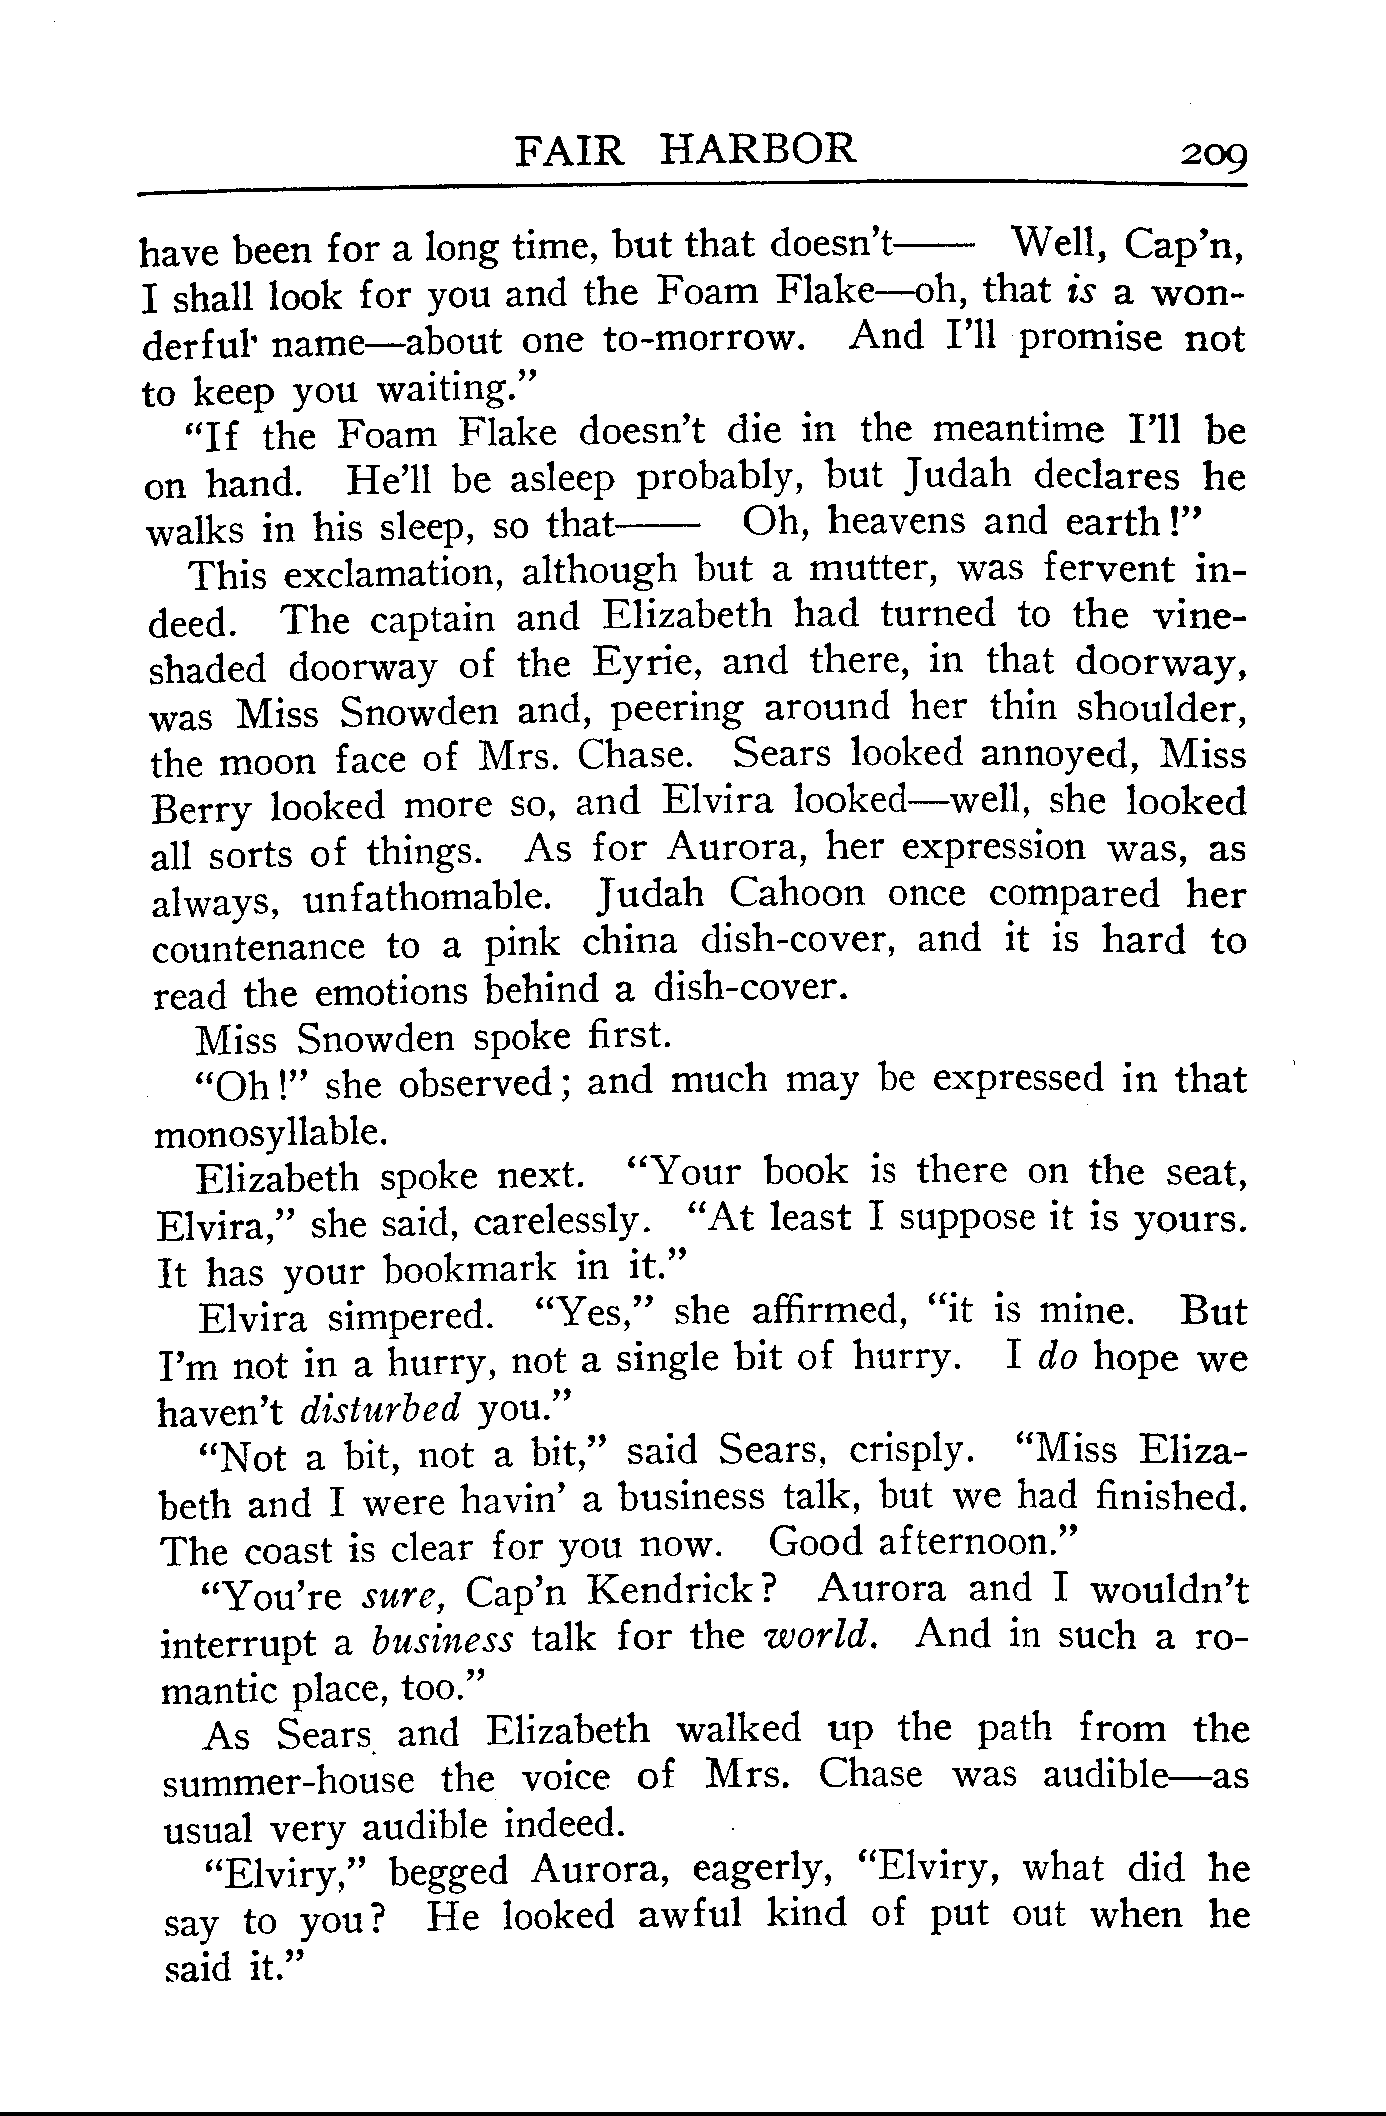 FAIR HARBOR 209
have been for a long time, but that doesn't—— Well, Cap'n,
I shall look for you and the Foam Flake—oh, that is a won-
derful name—about one to-morrow. And I'll promise not
to keep you waiting."
"If the Foam Flake doesn't die in the meantime I'll be
on hand. He'll be asleep probably, but Judah declares he
walks in his sleep, so that—— Oh, heavens and earth!"
This exclamation, although but a mutter, was fervent in-
deed. The captain and Elizabeth had turned to the vine-
shaded doorway of the Eyrie, and there, in that doorway,
was Miss Snowden and, peering around her thin shoulder,
the moon face of Mrs. Chase. Sears looked annoyed, Miss
Berry looked more so, and Elvira looked—well, she looked
all sorts of things. As for Aurora, her expression was, as
always, unfathomable. Judah Cahoon once compared her
countenance to a pink china dish-cover, and it is hard to
read the emotions behind a dish-cover.
Miss Snowden spoke first.
"Oh!" she observed; and much may be expressed in that
monosyllable.
Elizabeth spoke next. "Your book is there on the seat,
Elvira," she said, carelessly. "At least I suppose it is yours.
It has your bookmark in it."
Elvira simpered. "Yes," she affirmed, "it is mine. But
I'm not in a hurry, not a single bit of hurry. I do hope we
haven't disturbed you."
"Not a bit, not a bit," said Sears, crisply. "Miss Eliza-
beth and I were havin' a business talk, but we had finished.
The coast is clear for you now. Good afternoon."
"You're sure, Cap'n Kendrick? Aurora and I wouldn't
interrupt a business talk for the world. And in such a ro-
mantic place, too."
As Sears and Elizabeth walked up the path from the
summer-house the voice of Mrs. Chase was audible—as
usual very audible indeed.
"Elviry," begged Aurora, eagerly, "Elviry, what did he
say to you? He looked awful kind of put out when he
said it."